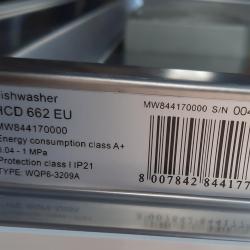 ishwasher
HCD 662 EU
MW844170000
Energy consumption class A+
0.04 - 1 MPa
Protection class I IP21
TYPE: WQP6-3209A
MW844170000 S/N 004
8 007842 844177